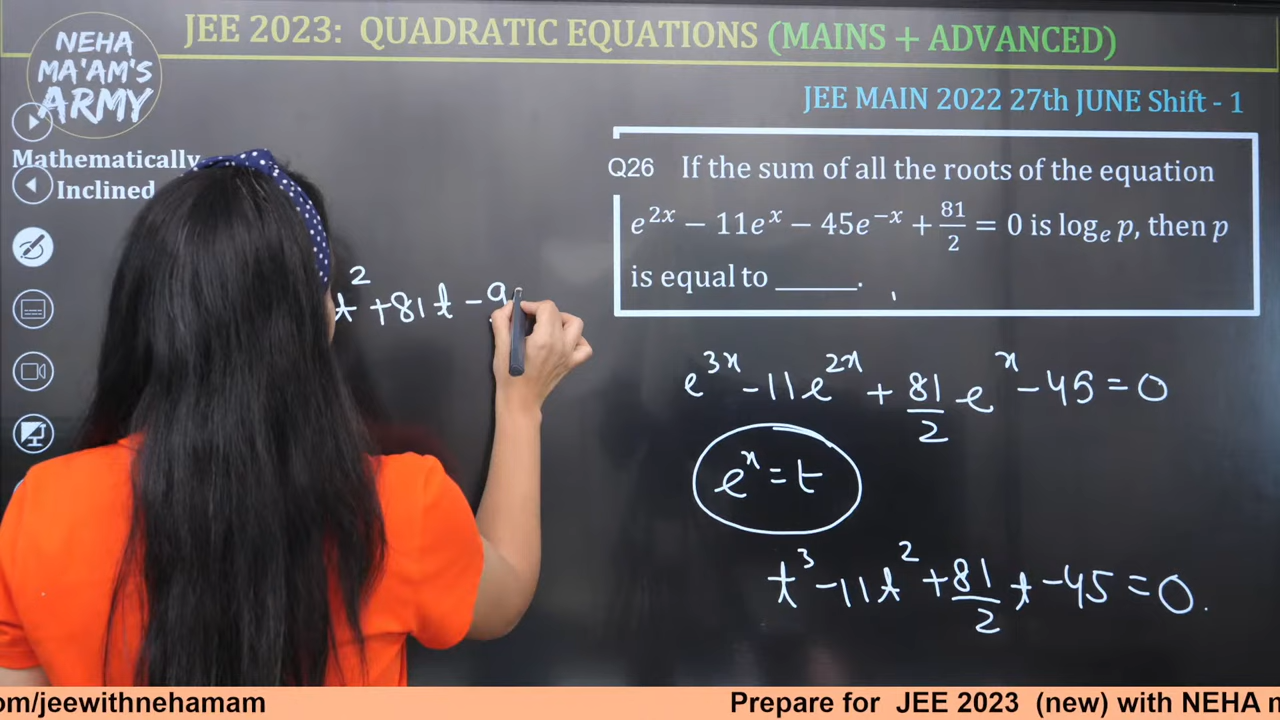 JEE 2023: QUADRATIC EQUATIONS (MAINS + ADVANCED)
NEHA
MA'AM'S
ARMY
Mathematically
Inclined
JEE MAIN 2022 27th JUNE Shift - 1
Q26 If the sum of all the roots of the equation
e^{2x} − 11e^x − 45e^{−x} + 81/2 = 0 is log_e p, then p
is equal to ______.
t² + 81t − 9
e^{3x} − 11e^{2x} + 81/2 e^x − 45 = 0
e^x = t
t³ − 11t² + 81/2 t − 45 = 0.
om/jeewithnehamam
Prepare for JEE 2023 (new) with NEHA